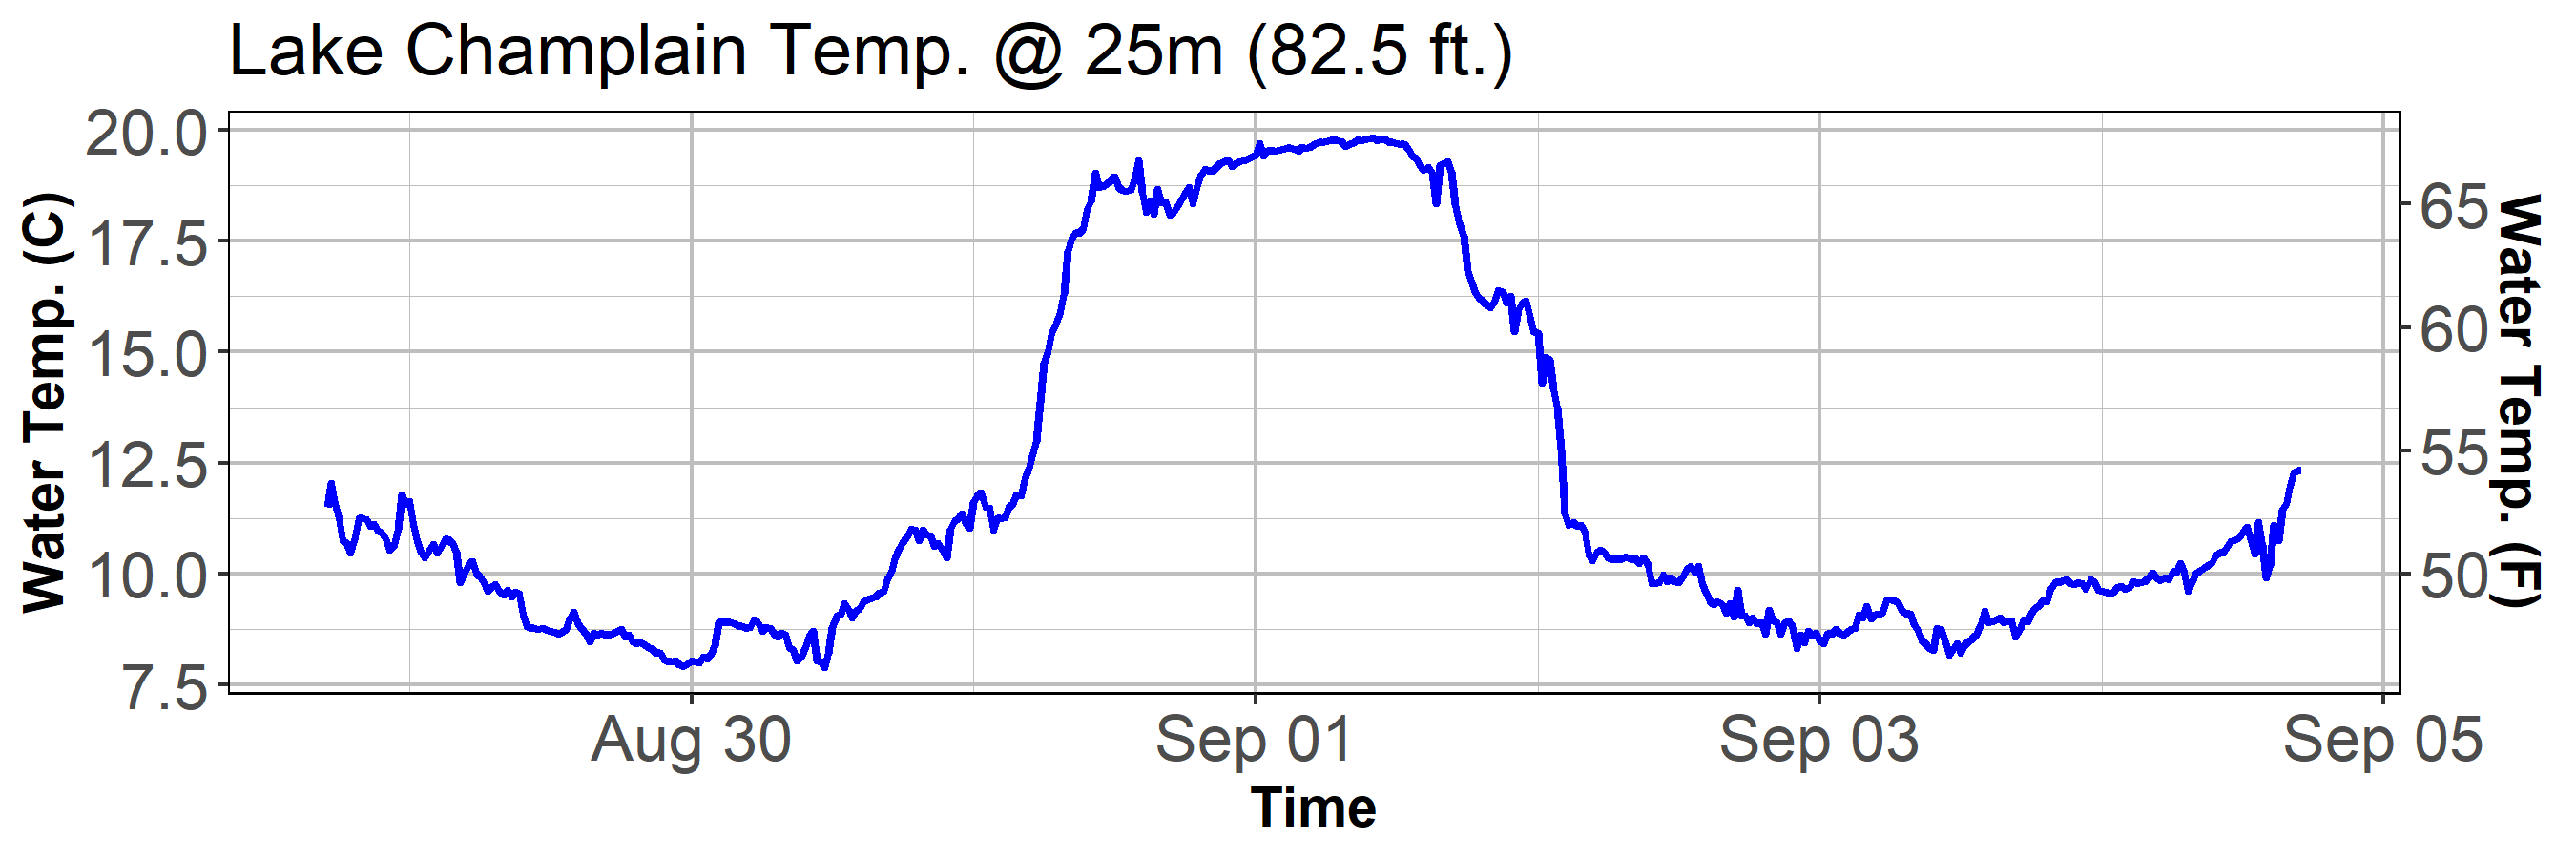 Lake Champlain Temp. @ 25m (82.5 ft.)
Water Temp. (C)
20.0
17.5
15.0
12.5
10.0
7.5
65
60
55
50
Water Temp. (F)
Aug 30
Sep 01
Sep 03
Sep 05
Time